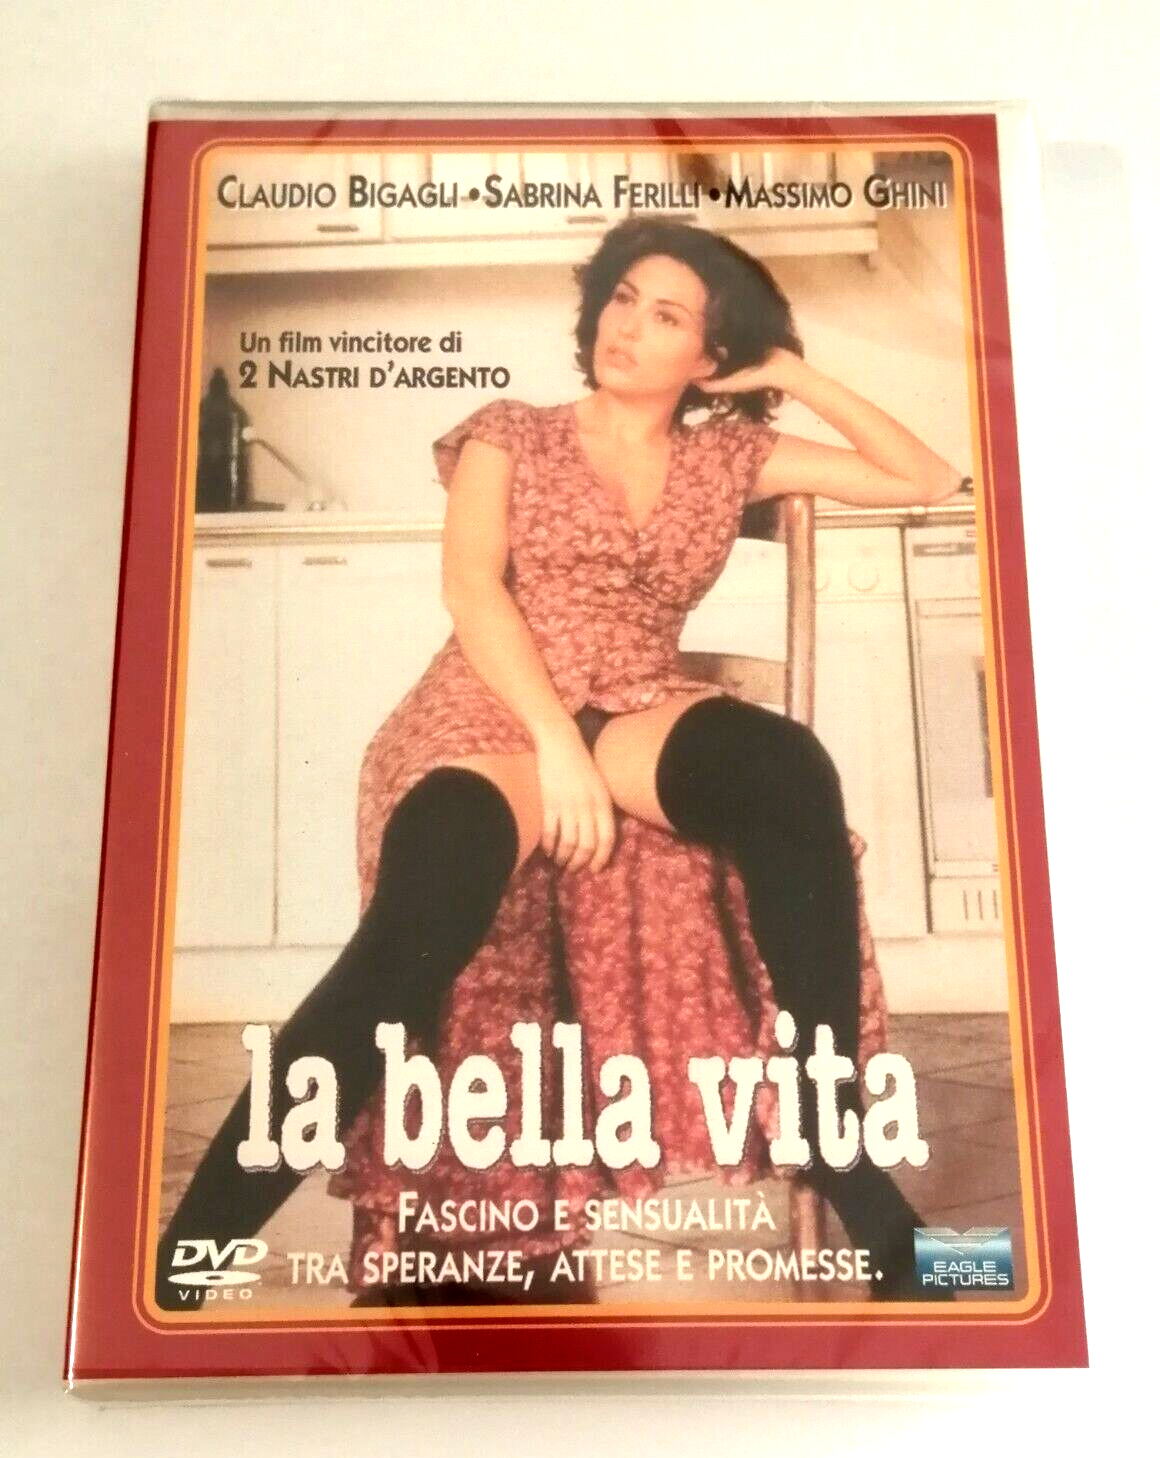 CLAUDIO BIGAGLI • SABRINA FERILLI • MASSIMO GHINI
Un film vincitore di
2 NASTRI D'ARGENTO
la bella vita
FASCINO E SENSUALITÀ
TRA SPERANZE, ATTESE E PROMESSE.
DVD
VIDEO
EAGLE
PICTURES